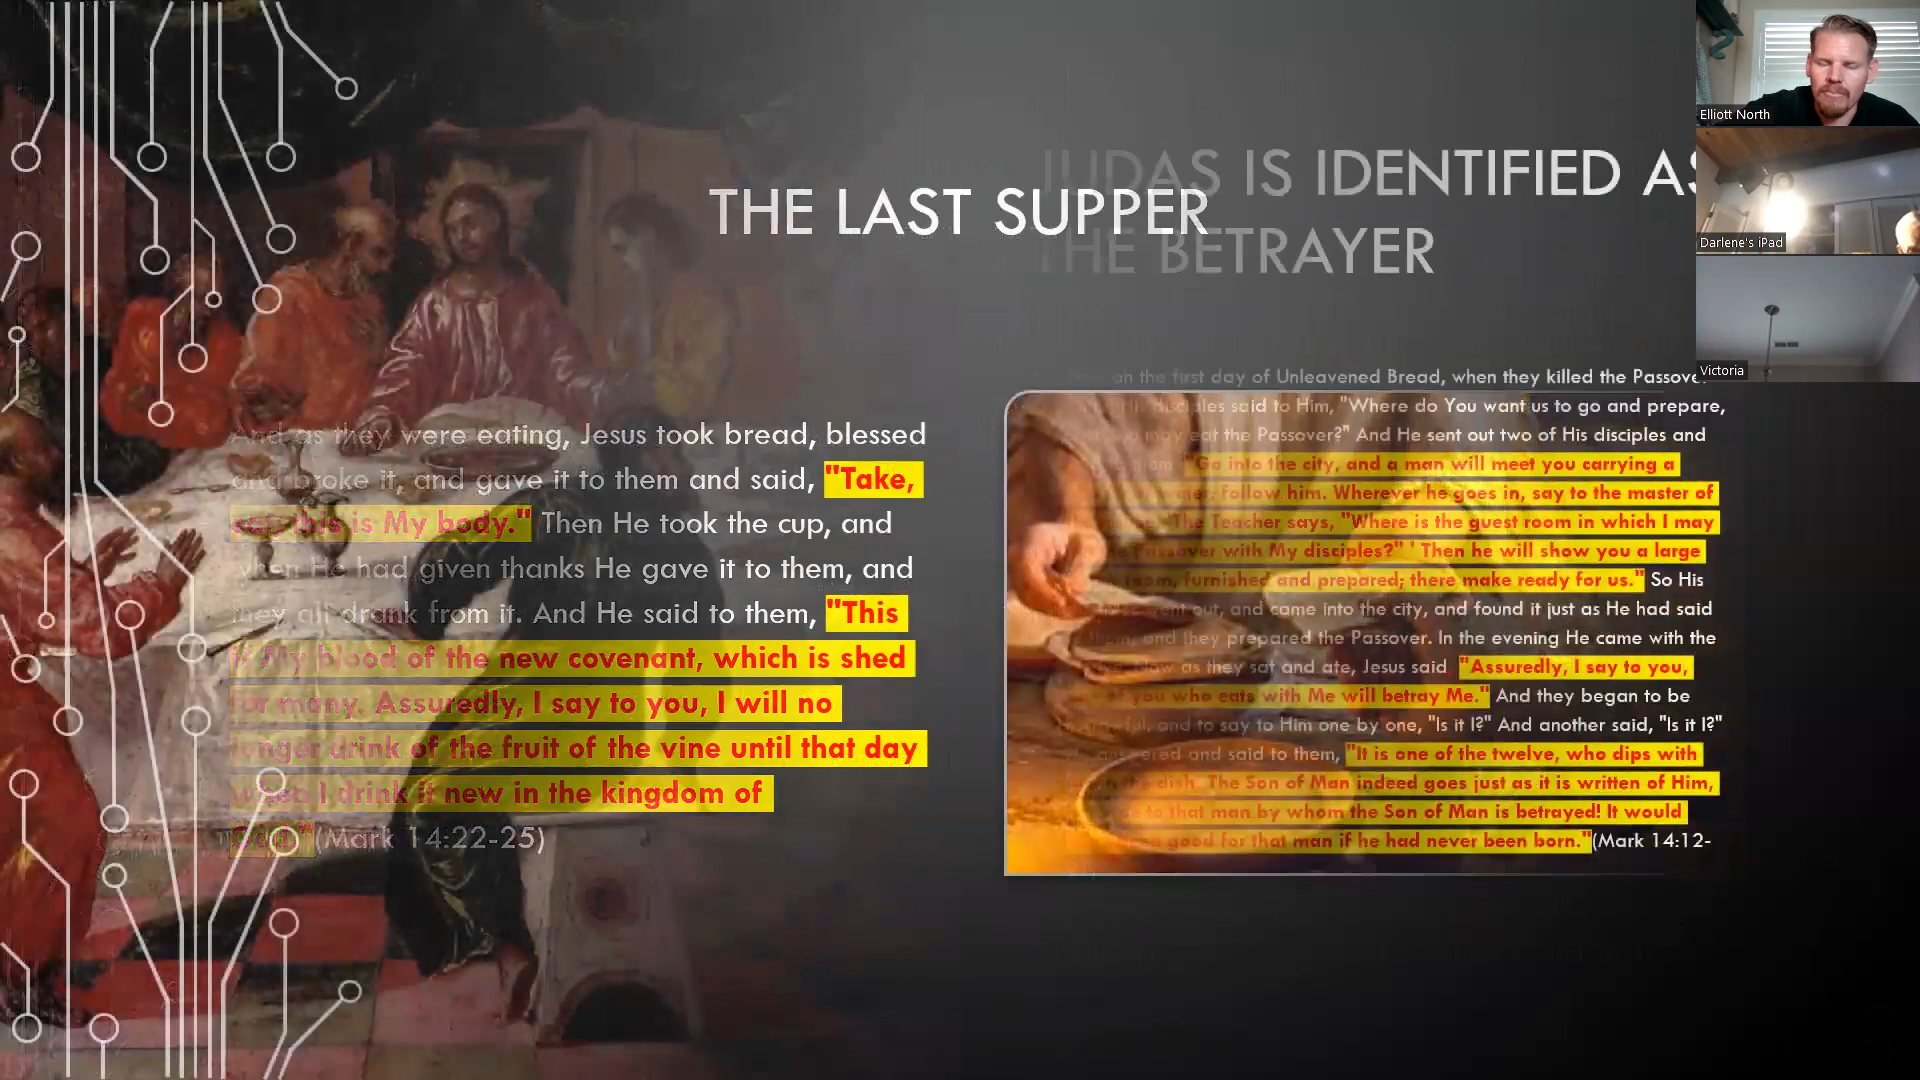 THE LAST SUPPER
And as they were eating, Jesus took bread, blessed
and broke it, and gave it to them and said, "Take,
eat; this is My body." Then He took the cup, and
when He had given thanks He gave it to them, and
they all drank from it. And He said to them, "This
is My blood of the new covenant, which is shed
for many. Assuredly, I say to you, I will no
longer drink of the fruit of the vine until that day
when I drink it new in the kingdom of
God."(Mark 14:22-25)
JUDAS IS IDENTIFIED AS
THE BETRAYER
on the first day of Unleavened Bread, when they killed the Passover
disciples said to Him, "Where do You want us to go and prepare,
may eat the Passover?" And He sent out two of His disciples and
"Go into the city, and a man will meet you carrying a
follow him. Wherever he goes in, say to the master of
'The Teacher says, "Where is the guest room in which I may
Passover with My disciples?" ' Then he will show you a large
room, furnished and prepared; there make ready for us." So His
went out, and came into the city, and found it just as He had said
them, and they prepared the Passover. In the evening He came with the
Now as they sat and ate, Jesus said, "Assuredly, I say to you,
of you who eats with Me will betray Me." And they began to be
and to say to Him one by one, "Is it I?" And another said, "Is it I?"
answered and said to them, "It is one of the twelve, who dips with
dish. The Son of Man indeed goes just as it is written of Him,
to that man by whom the Son of Man is betrayed! It would
good for that man if he had never been born."(Mark 14:12-
Elliott North
Darlene's iPad
Victoria